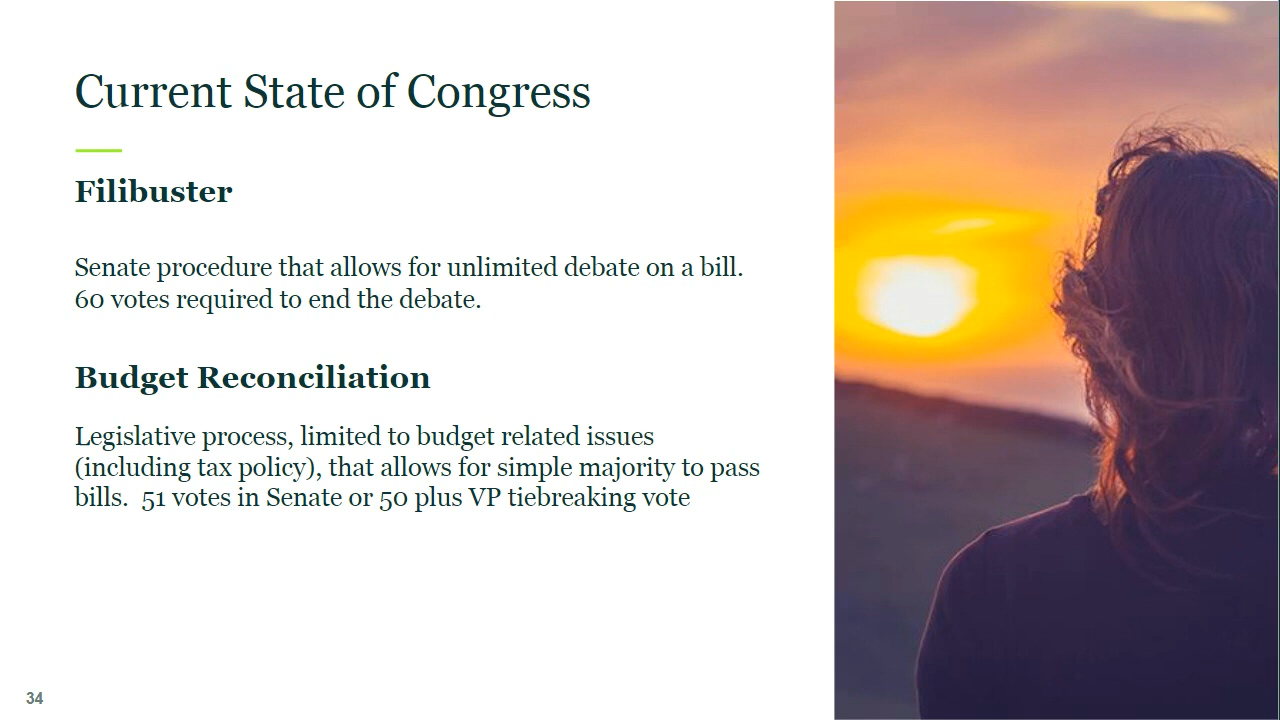 Current State of Congress
Filibuster
Senate procedure that allows for unlimited debate on a bill.
60 votes required to end the debate.
Budget Reconciliation
Legislative process, limited to budget related issues
(including tax policy), that allows for simple majority to pass
bills.  51 votes in Senate or 50 plus VP tiebreaking vote
34